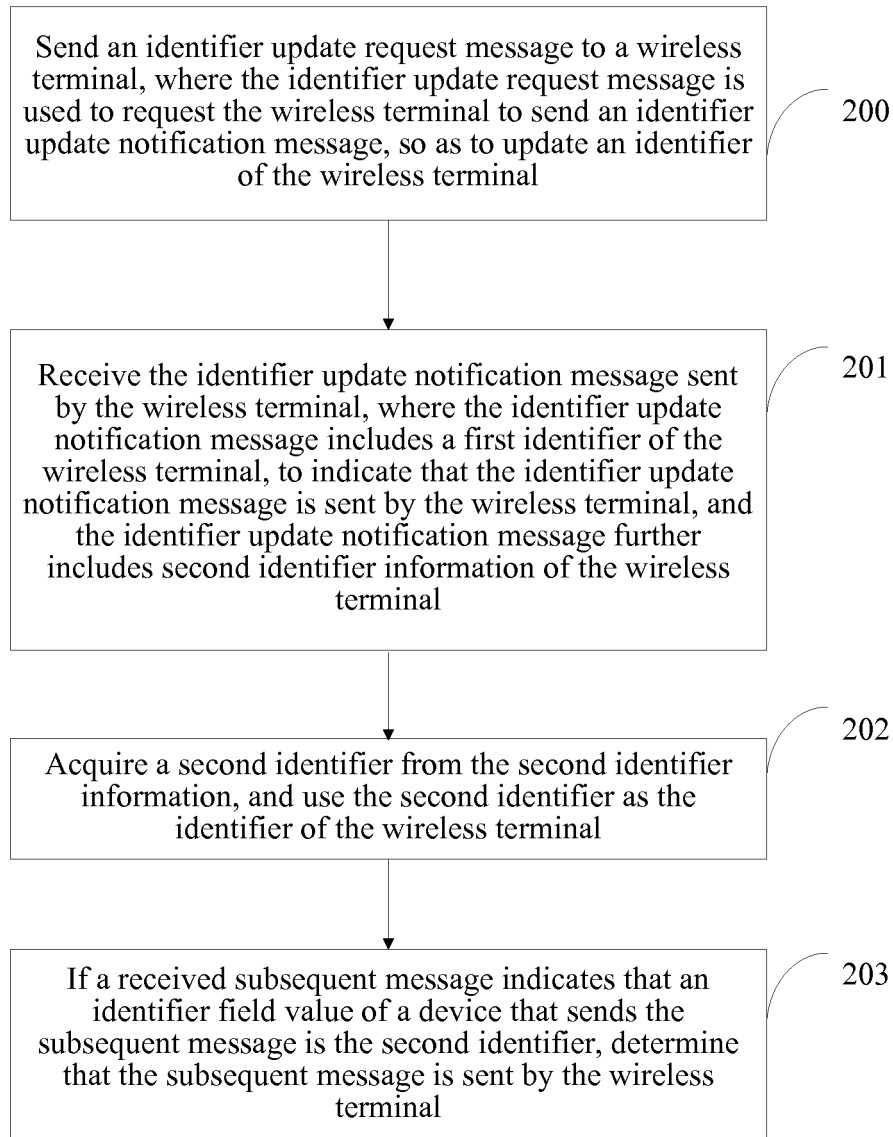 Send an identifier update request message to a wireless
terminal, where the identifier update request message is
used to request the wireless terminal to send an identifier
update notification message, so as to update an identifier
of the wireless terminal
200
Receive the identifier update notification message sent
by the wireless terminal, where the identifier update
notification message includes a first identifier of the
wireless terminal, to indicate that the identifier update
notification message is sent by the wireless terminal, and
the identifier update notification message further
includes second identifier information of the wireless
terminal
201
Acquire a second identifier from the second identifier
information, and use the second identifier as the
identifier of the wireless terminal
202
If a received subsequent message indicates that an
identifier field value of a device that sends the
subsequent message is the second identifier, determine
that the subsequent message is sent by the wireless
terminal
203